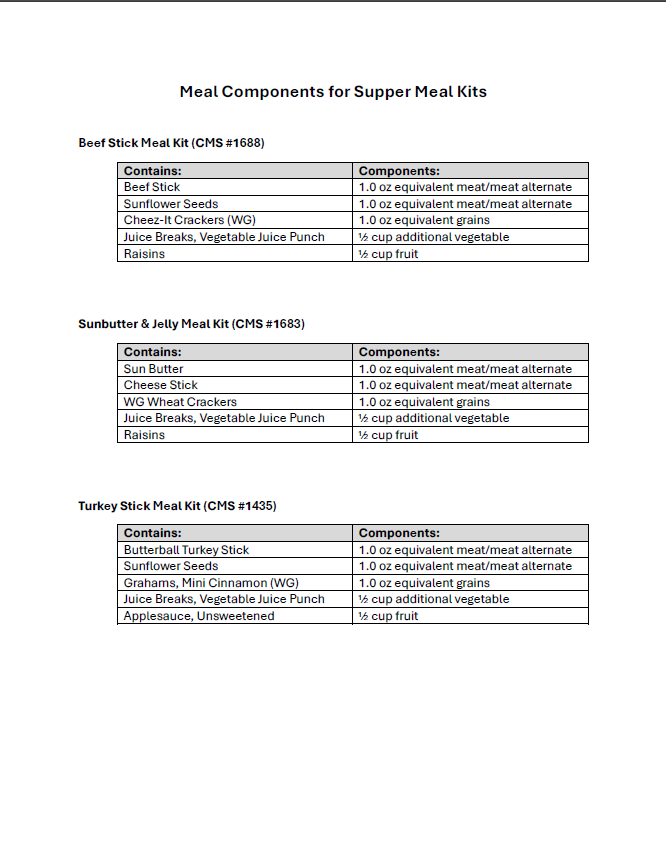 Meal Components for Supper Meal Kits
Beef Stick Meal Kit (CMS #1688)
Contains: Components:
Beef Stick 1.0 oz equivalent meat/meat alternate
Sunflower Seeds 1.0 oz equivalent meat/meat alternate
Cheez-It Crackers (WG) 1.0 oz equivalent grains
Juice Breaks, Vegetable Juice Punch ½ cup additional vegetable
Raisins ½ cup fruit
Sunbutter & Jelly Meal Kit (CMS #1683)
Contains: Components:
Sun Butter 1.0 oz equivalent meat/meat alternate
Cheese Stick 1.0 oz equivalent meat/meat alternate
WG Wheat Crackers 1.0 oz equivalent grains
Juice Breaks, Vegetable Juice Punch ½ cup additional vegetable
Raisins ½ cup fruit
Turkey Stick Meal Kit (CMS #1435)
Contains: Components:
Butterball Turkey Stick 1.0 oz equivalent meat/meat alternate
Sunflower Seeds 1.0 oz equivalent meat/meat alternate
Grahams, Mini Cinnamon (WG) 1.0 oz equivalent grains
Juice Breaks, Vegetable Juice Punch ½ cup additional vegetable
Applesauce, Unsweetened ½ cup fruit